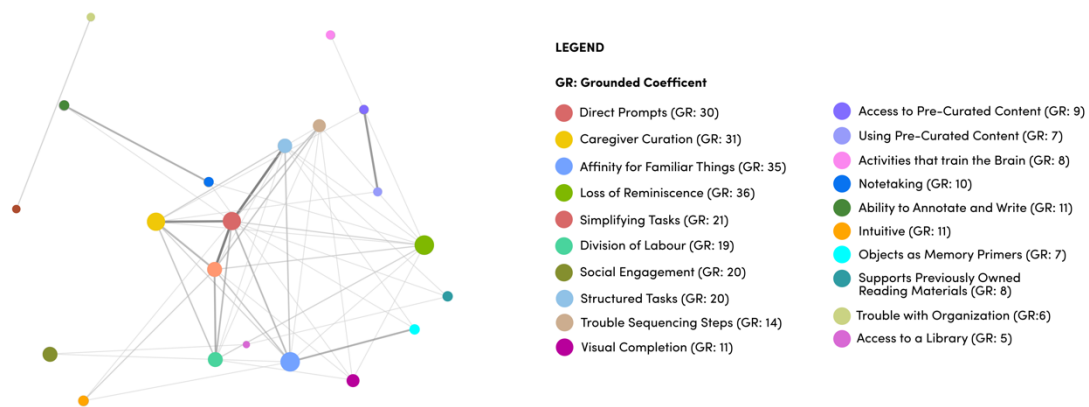 LEGEND
GR: Grounded Coefficent
Direct Prompts (GR: 30)
Caregiver Curation (GR: 31)
Affinity for Familiar Things (GR: 35)
Loss of Reminiscence (GR: 36)
Simplifying Tasks (GR: 21)
Division of Labour (GR: 19)
Social Engagement (GR: 20)
Structured Tasks (GR: 20)
Trouble Sequencing Steps (GR: 14)
Visual Completion (GR: 11)
Access to Pre-Curated Content (GR: 9)
Using Pre-Curated Content (GR: 7)
Activities that train the Brain (GR: 8)
Notetaking (GR: 10)
Ability to Annotate and Write (GR: 11)
Intuitive (GR: 11)
Objects as Memory Primers (GR: 7)
Supports Previously Owned
Reading Materials (GR: 8)
Trouble with Organization (GR:6)
Access to a Library (GR: 5)